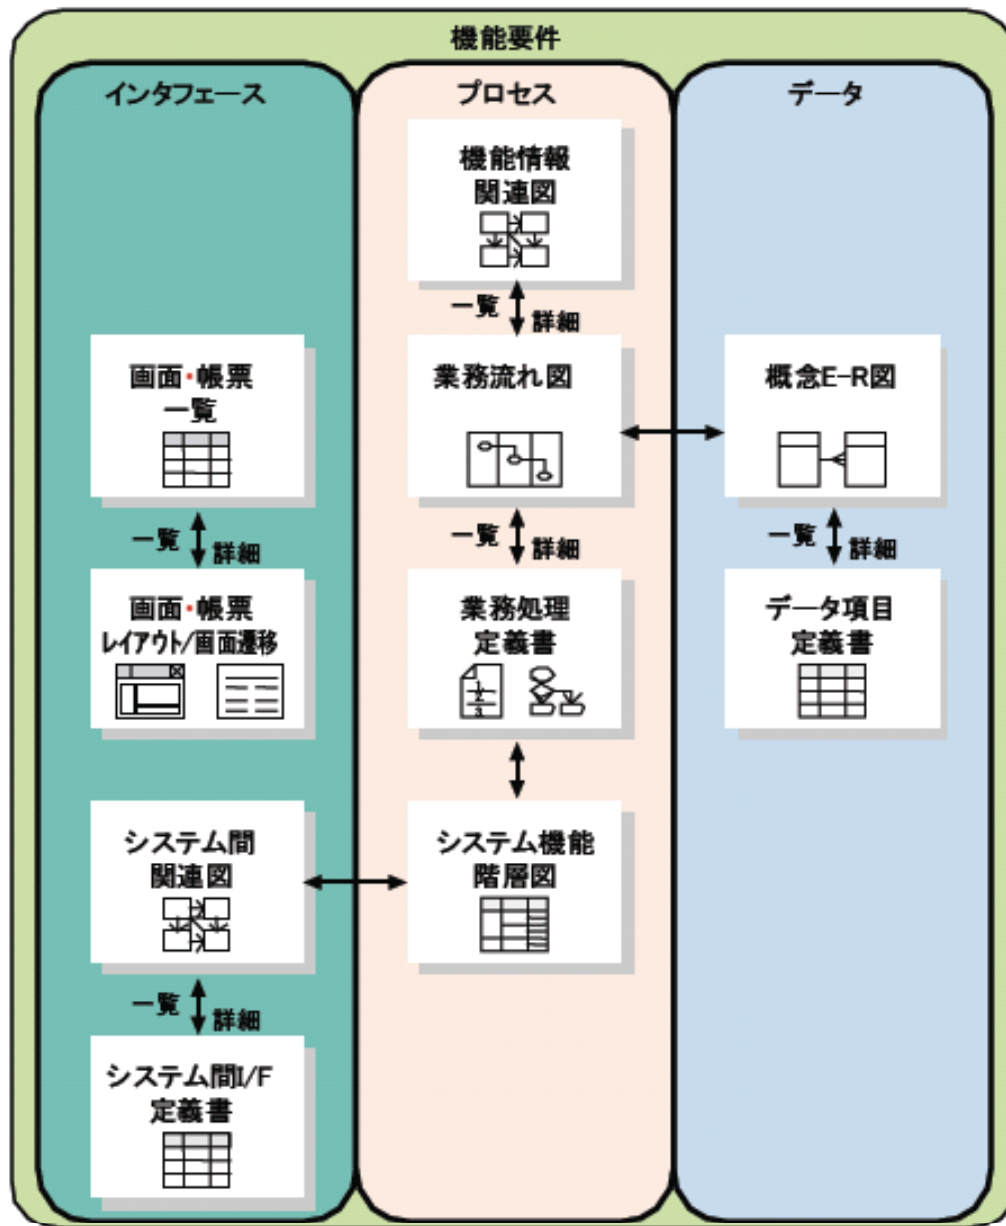 機能要件
インタフェース
プロセス
データ
機能情報
関連図
一覧
詳細
画面・帳票
一覧
業務流れ図
概念E-R図
一覧
詳細
一覧
詳細
一覧
詳細
画面・帳票
レイアウト/画面遷移
業務処理
定義書
1
2
3
データ項目
定義書
システム間
関連図
システム機能
階層図
一覧
詳細
システム間I/F
定義書